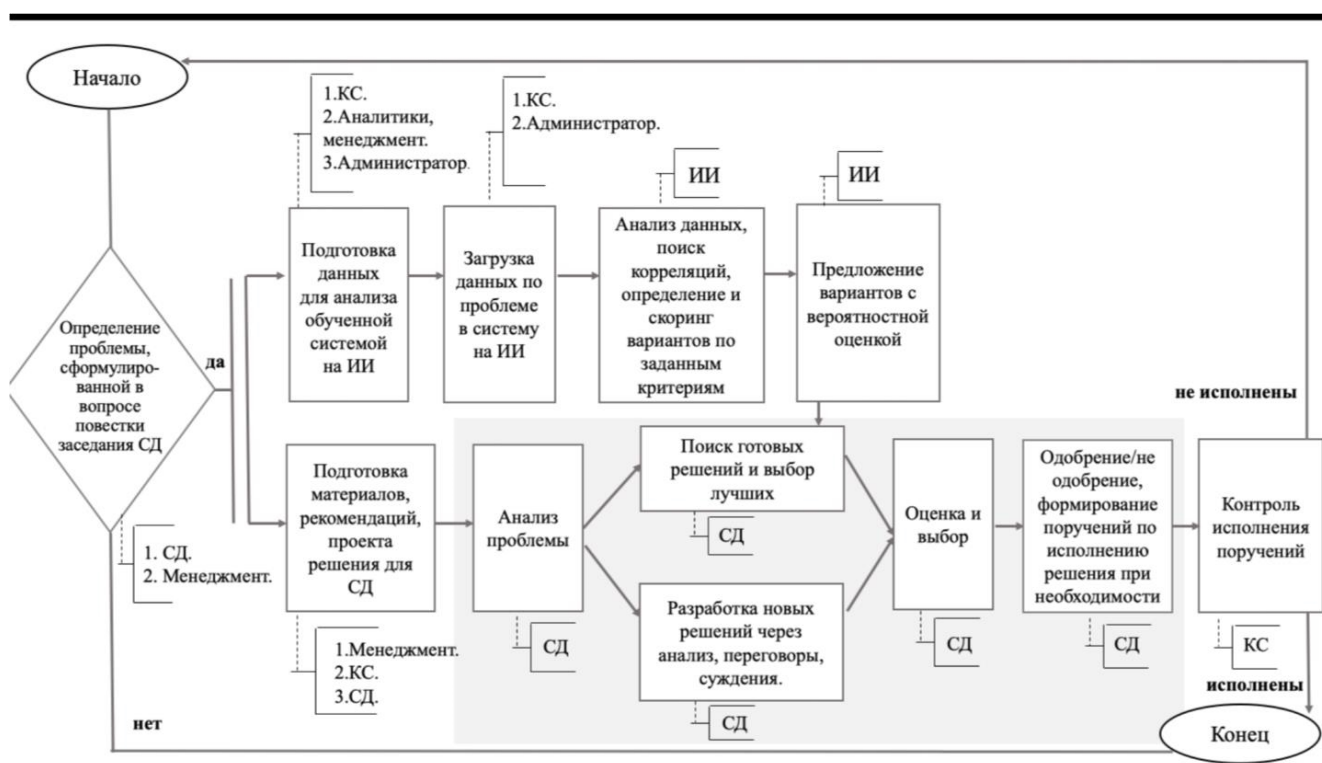 Начало
1.КС.
2.Аналитики,
менеджмент.
3.Администратор.
1.КС.
2.Администратор.
ИИ
ИИ
Подготовка
данных
для анализа
обученной
системой
на ИИ
Загрузка
данных по
проблеме
в систему
на ИИ
Анализ данных,
поиск
корреляций,
определение и
скоринг
вариантов по
заданным
критериям
Предложение
вариантов с
вероятностной
оценкой
Определение
проблемы,
сформулиро-
ванной в
вопросе
повестки
заседания СД
да
не исполнены
1. СД.
2. Менеджмент.
Подготовка
материалов,
рекомендаций,
проекта
решения для
СД
1.Менеджмент.
2.КС.
3.СД.
Анализ
проблемы
СД
Поиск готовых
решений и выбор
лучших
СД
Разработка новых
решений через
анализ, переговоры,
суждения.
СД
Оценка и
выбор
СД
Одобрение/не
одобрение,
формирование
поручений по
исполнению
решения при
необходимости
СД
Контроль
исполнения
поручений
КС
исполнены
нет
Конец